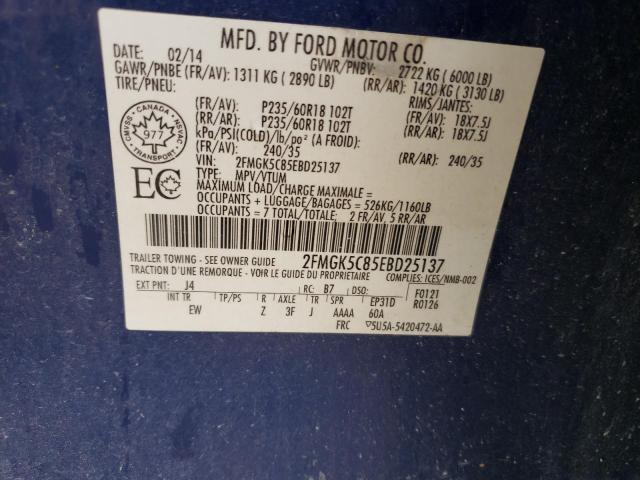 MFD. BY FORD MOTOR CO.
DATE: 02/14 GVWR/PNBV: 2722 KG ( 6000 LB)
GAWR/PNBE (FR/AV): 1311 KG ( 2890 LB) (RR/AR): 1420 KG ( 3130 LB)
TIRE/PNEU: RIMS/JANTES:
(FR/AV): P235/60R18 102T (FR/AV): 18X7.5J
(RR/AR): P235/60R18 102T (RR/AR): 18X7.5J
kPa/PSI(COLD)/lb/po² (A FROID):
(FR/AV): 240/35 (RR/AR): 240/35
VIN: 2FMGK5C85EBD25137
TYPE: MPV/VTUM
MAXIMUM LOAD/CHARGE MAXIMALE =
OCCUPANTS + LUGGAGE/BAGAGES = 526KG/1160LB
OCCUPANTS = 7 TOTAL/TOTALE: 2 FR/AV 5 RR/AR
CANADA
CMVSS NSVAC
977
TRANSPORT
EC
2FMGK5C85EBD25137
TRAILER TOWING - SEE OWNER GUIDE
TRACTION D'UNE REMORQUE - VOIR LE GUIDE DU PROPRIETAIRE COMPLIES: ICES/NMB-002
EXT PNT: J4 RC: B7 DSO: F0121
INT TR TP/PS R AXLE TR SPR EP31D R0126
EW Z 3F J AAAA 60A
FRC 5U5A-5420472-AA